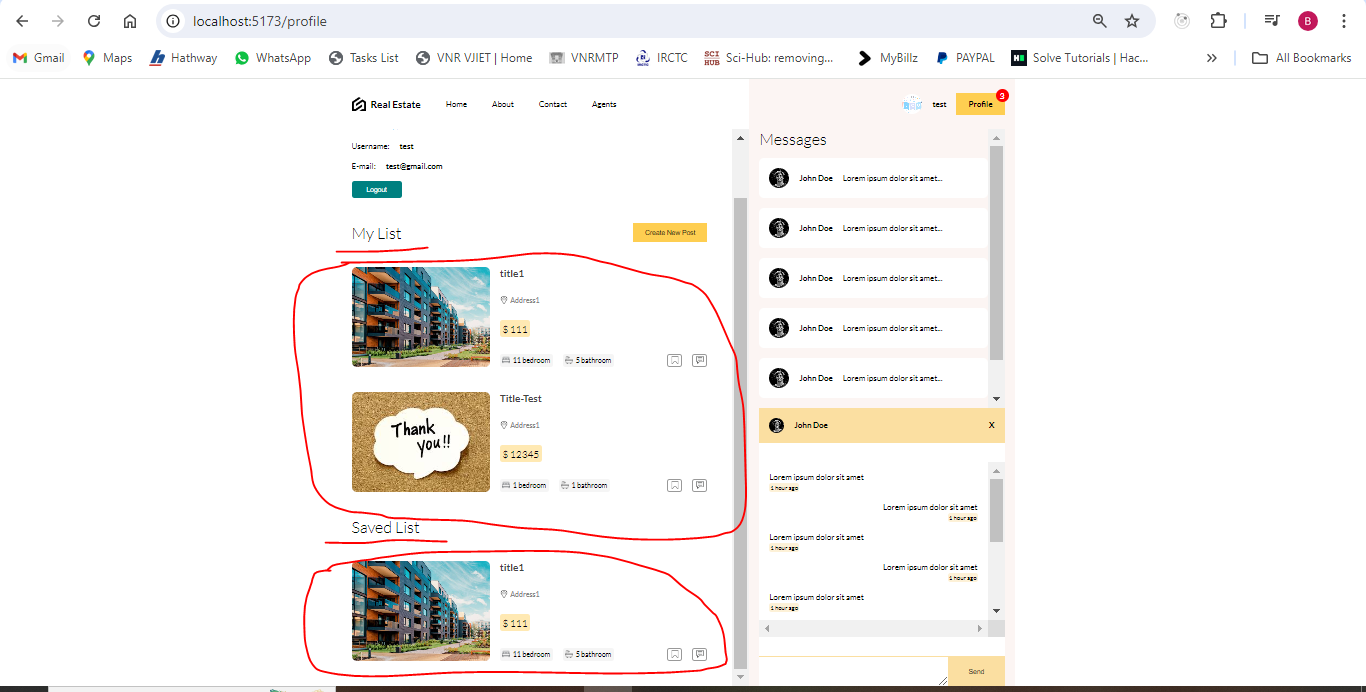 localhost:5173/profile
B
Gmail
Maps
Hathway
WhatsApp
Tasks List
VNR VJIET | Home
VNRMTP
IRCTC
SCI HUB
Sci-Hub: removing...
MyBillz
PAYPAL
Solve Tutorials | Hac...
»
All Bookmarks
Real Estate
Home
About
Contact
Agents
test
Profile
3
Username: test
E-mail: test@gmail.com
Logout
My List
Create New Post
title1
Address1
$ 111
11 bedroom
5 bathroom
Thank you!!
Title-Test
Address1
$ 12345
1 bedroom
1 bathroom
Saved List
title1
Address1
$ 111
11 bedroom
5 bathroom
Messages
John Doe Lorem ipsum dolor sit amet...
John Doe Lorem ipsum dolor sit amet...
John Doe Lorem ipsum dolor sit amet...
John Doe Lorem ipsum dolor sit amet...
John Doe Lorem ipsum dolor sit amet...
John Doe
X
Lorem ipsum dolor sit amet
1 hour ago
Lorem ipsum dolor sit amet
1 hour ago
Lorem ipsum dolor sit amet
1 hour ago
Lorem ipsum dolor sit amet
1 hour ago
Lorem ipsum dolor sit amet
1 hour ago
Send